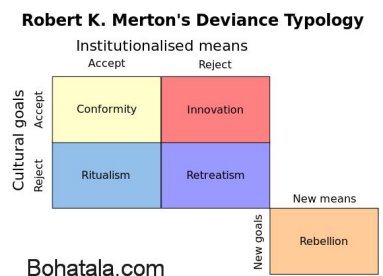 Robert K. Merton's Deviance Typology
Institutionalised means
Accept Reject
Cultural goals
Accept
Conformity Innovation
Reject
Ritualism Retreatism
New means
New goals
Rebellion
Bohatala.com